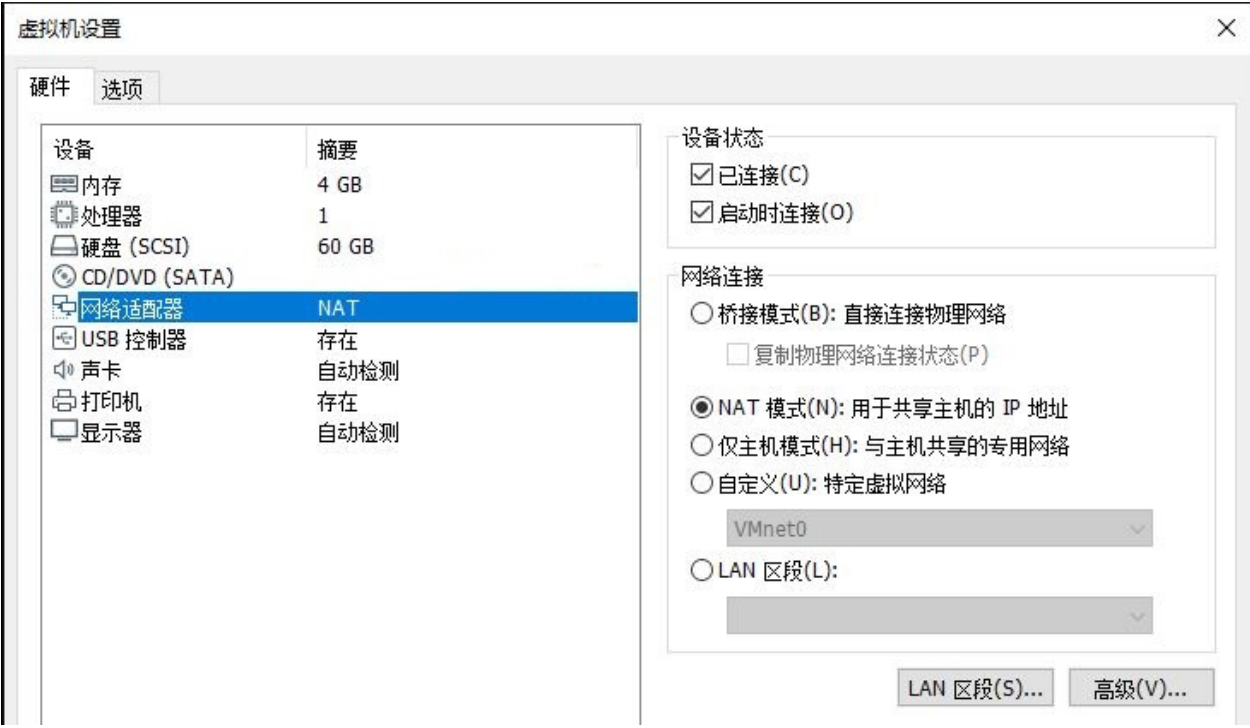 虚拟机设置
硬件 选项
设备 摘要
内存 4 GB
处理器 1
硬盘 (SCSI) 60 GB
CD/DVD (SATA)
网络适配器 NAT
USB 控制器 存在
声卡 自动检测
打印机 存在
显示器 自动检测
设备状态
已连接(C)
启动时连接(O)
网络连接
桥接模式(B): 直接连接物理网络
复制物理网络连接状态(P)
NAT 模式(N): 用于共享主机的 IP 地址
仅主机模式(H): 与主机共享的专用网络
自定义(U): 特定虚拟网络
VMnet0
LAN 区段(L):
LAN 区段(S)... 高级(V)...